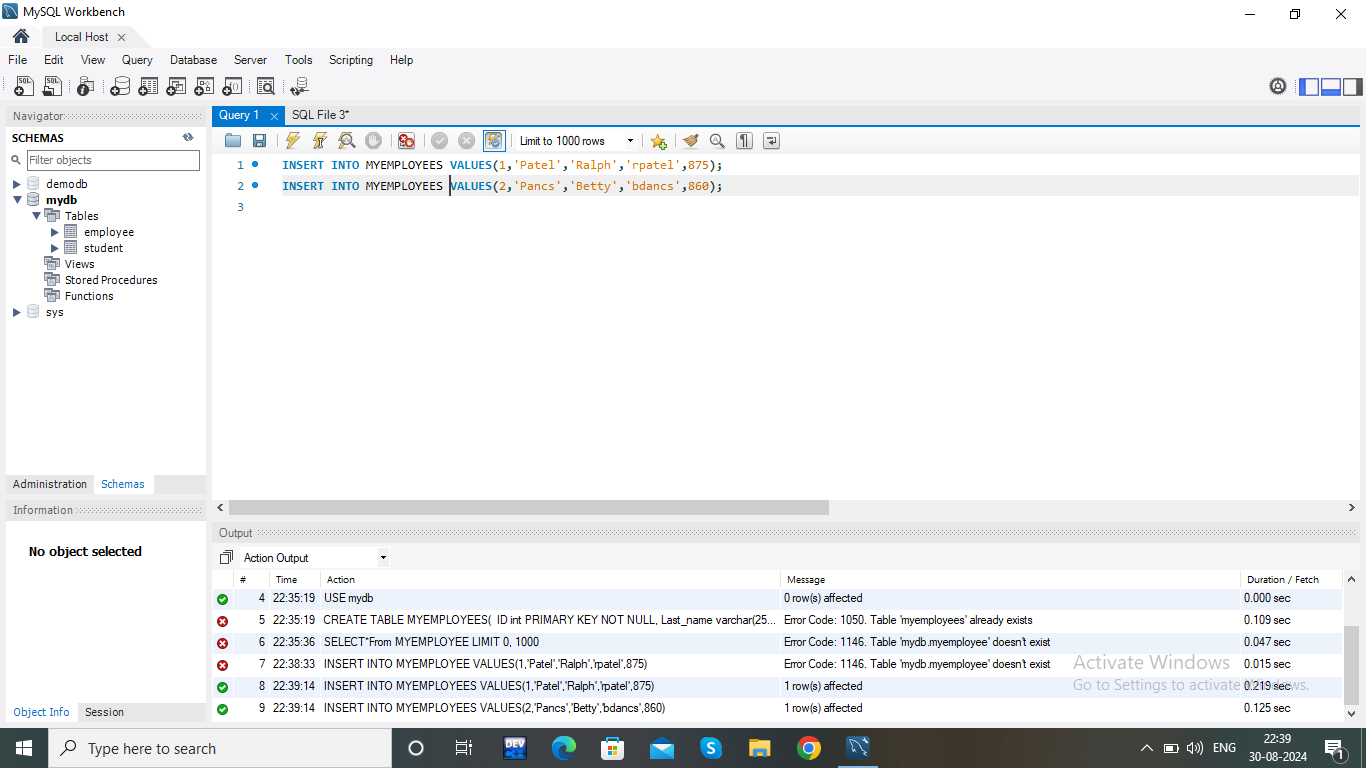 MySQL Workbench
Local Host
File Edit View Query Database Server Tools Scripting Help
Navigator
SCHEMAS
Filter objects
demodb
mydb
Tables
employee
student
Views
Stored Procedures
Functions
sys
Administration Schemas
Information
No object selected
Object Info Session
Query 1 SQL File 3*
Limit to 1000 rows
1 INSERT INTO MYEMPLOYEES VALUES(1,'Patel','Ralph','rpatel',875);
2 INSERT INTO MYEMPLOYEES VALUES(2,'Pancs','Betty','bdancs',860);
3
Output
Action Output
# Time Action Message Duration / Fetch
4 22:35:19 USE mydb 0 row(s) affected 0.000 sec
5 22:35:19 CREATE TABLE MYEMPLOYEES( ID int PRIMARY KEY NOT NULL, Last_name varchar(25... Error Code: 1050. Table 'myemployees' already exists 0.109 sec
6 22:35:36 SELECT*From MYEMPLOYEE LIMIT 0, 1000 Error Code: 1146. Table 'mydb.myemployee' doesn't exist 0.047 sec
7 22:38:33 INSERT INTO MYEMPLOYEE VALUES(1,'Patel','Ralph','rpatel',875) Error Code: 1146. Table 'mydb.myemployee' doesn't exist 0.015 sec
8 22:39:14 INSERT INTO MYEMPLOYEES VALUES(1,'Patel','Ralph','rpatel',875) 1 row(s) affected 0.219 sec
9 22:39:14 INSERT INTO MYEMPLOYEES VALUES(2,'Pancs','Betty','bdancs',860) 1 row(s) affected 0.125 sec
Activate Windows
Go to Settings to activate Windows.
Type here to search
DEV
ENG
22:39
30-08-2024
1